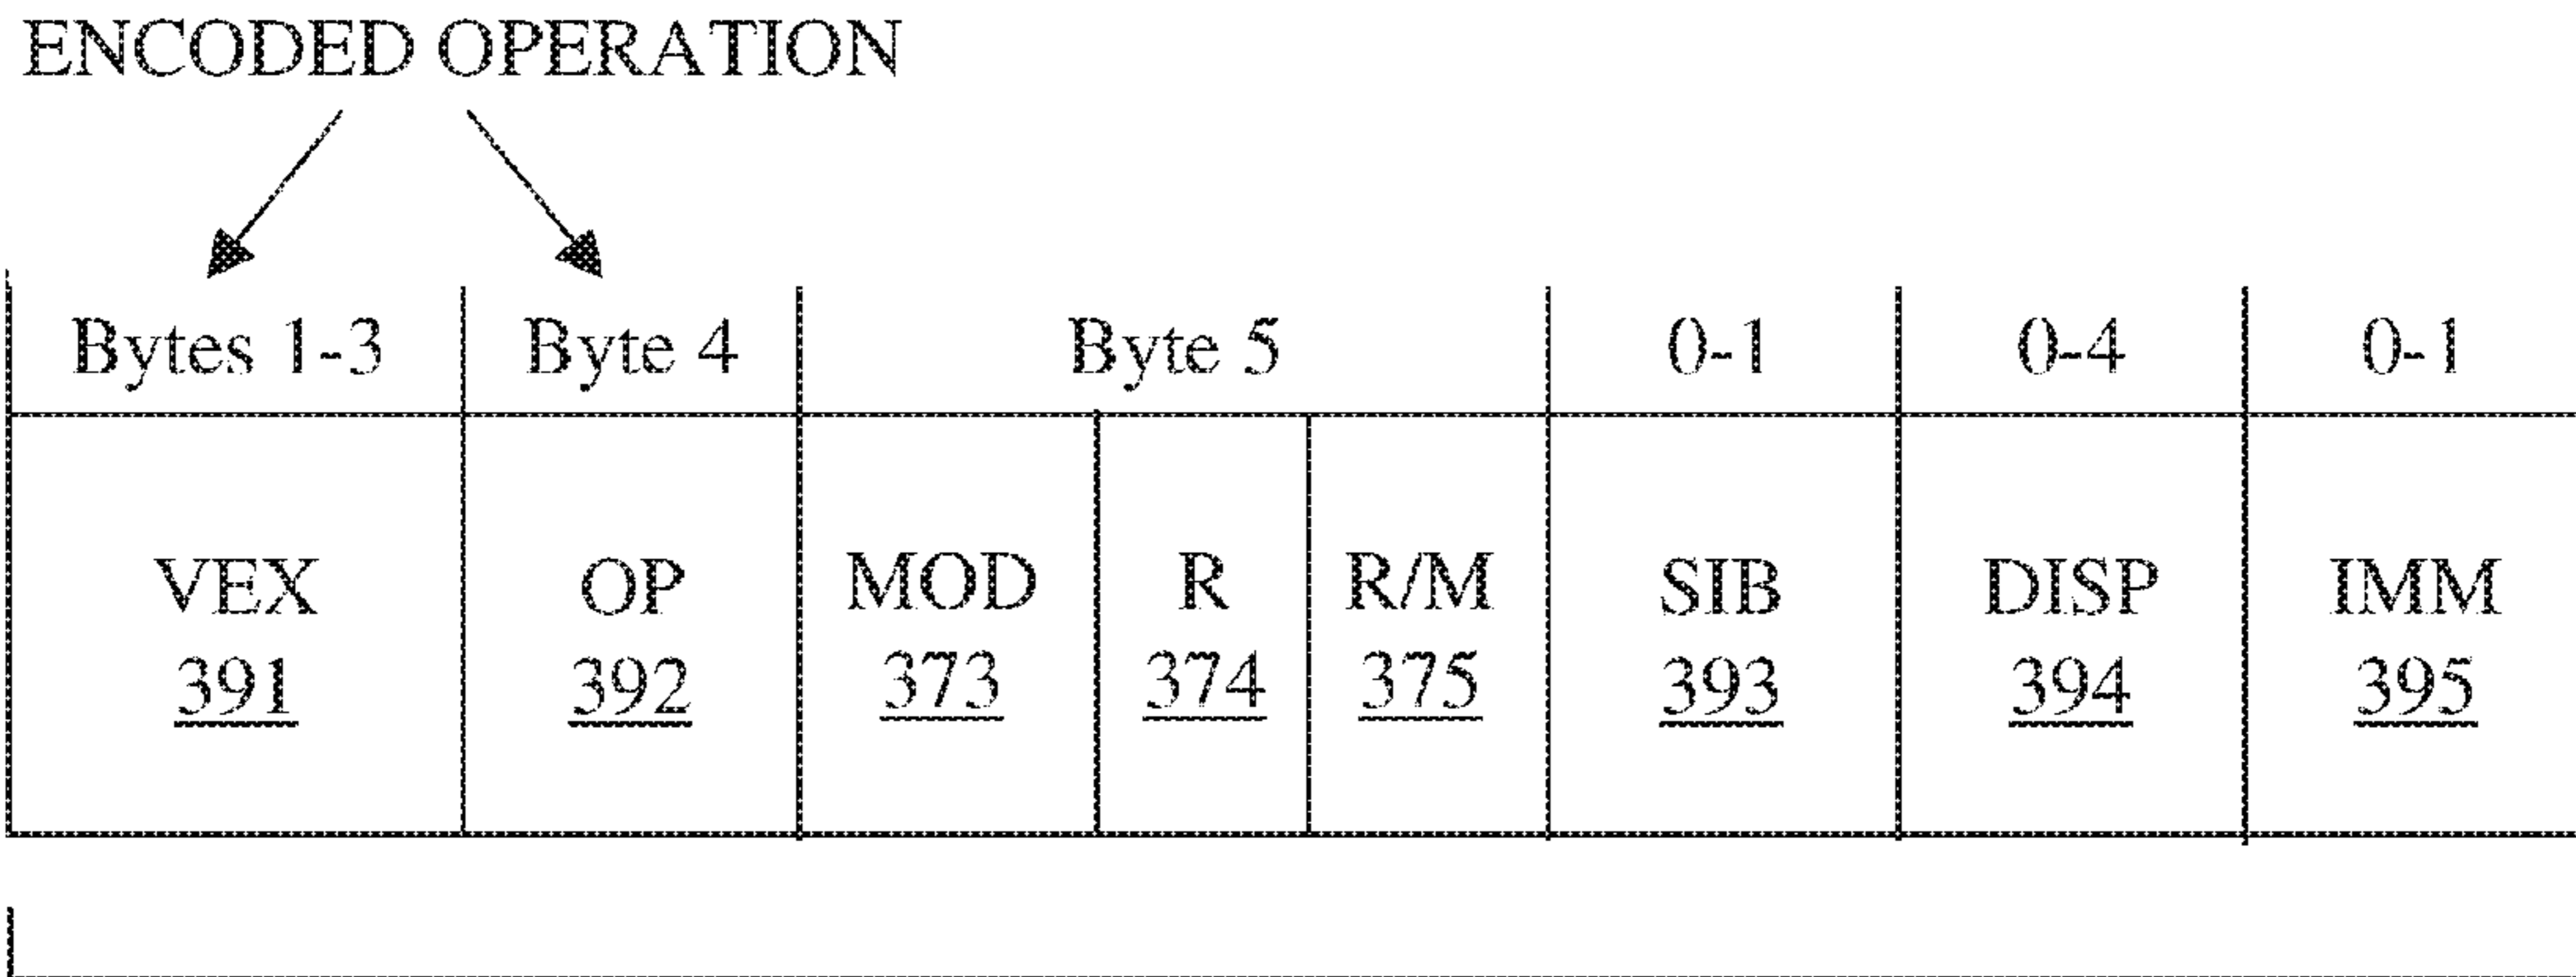 ENCODED OPERATION
Bytes 1-3 Byte 4 Byte 5 0-1 0-4 0-1
VEX OP MOD R R/M SIB DISP IMM
391 392 373 374 375 393 394 395